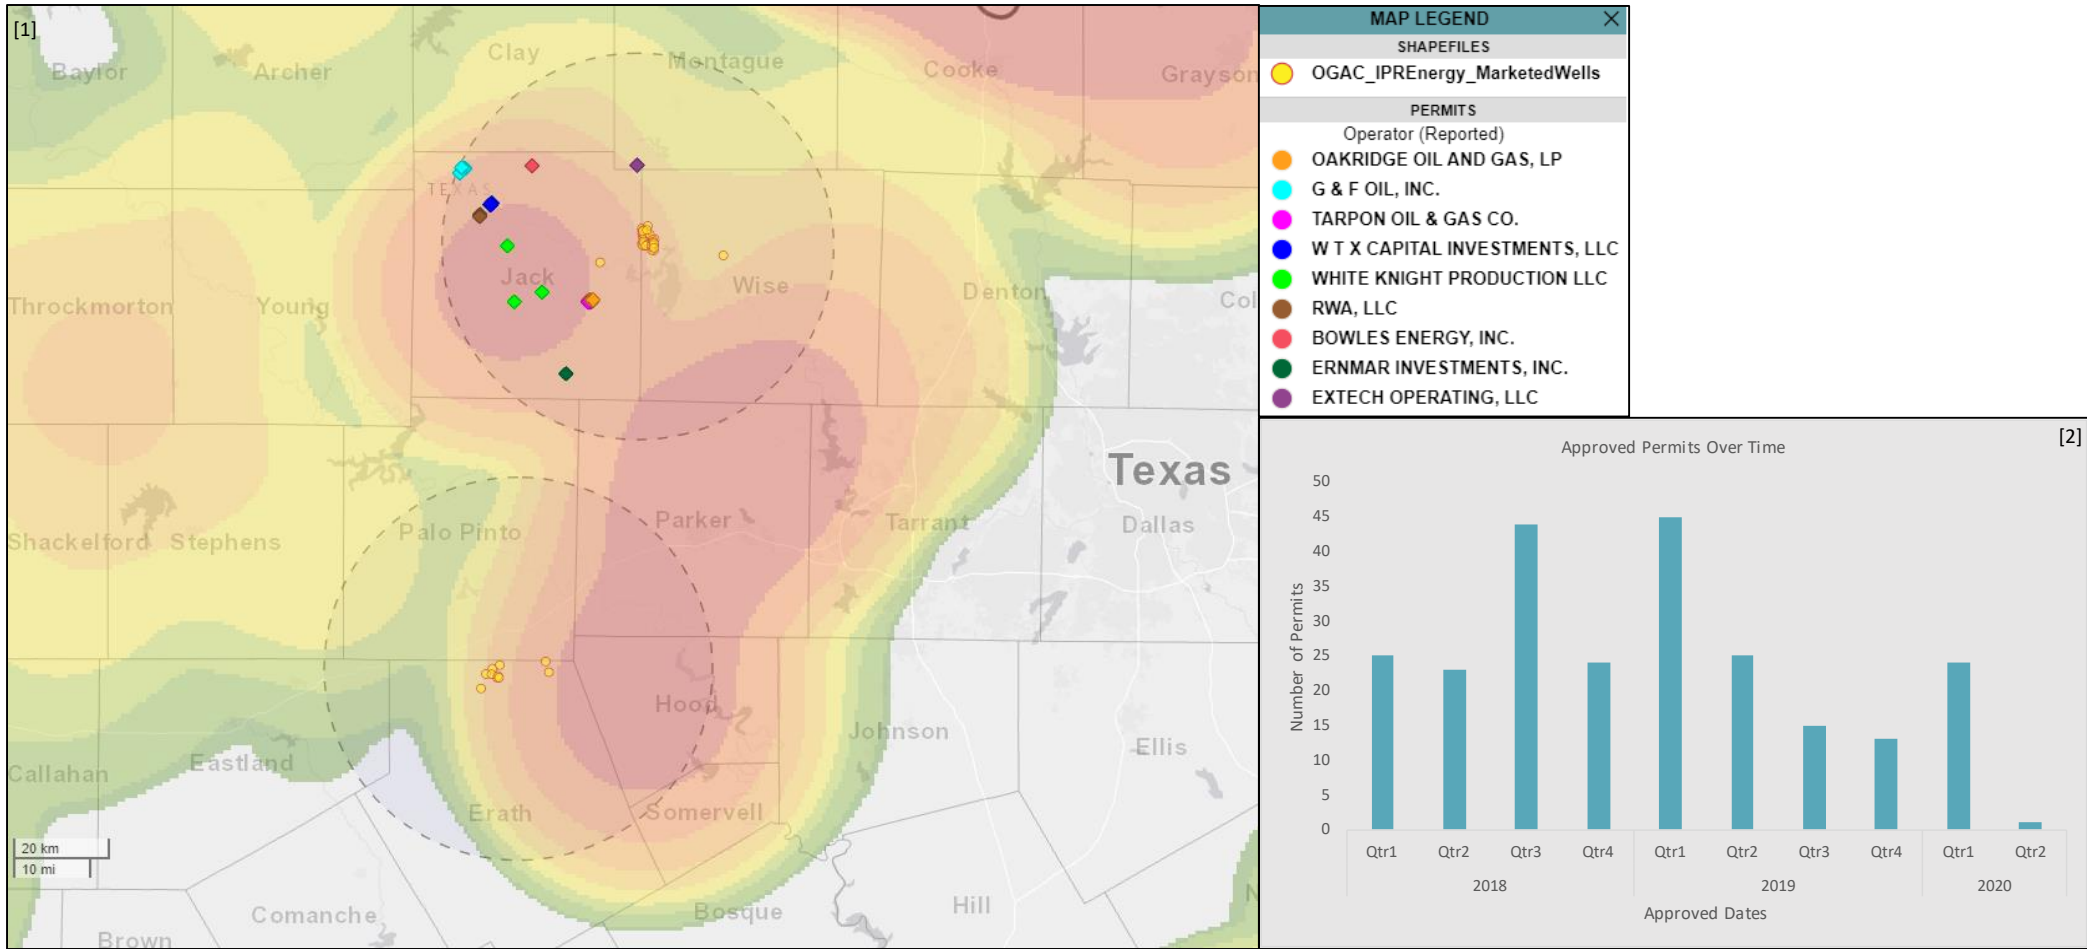 [1]
Clay
Montague
Baylor
Archer
Cooke
Grayson
TEXAS
Jack
Wise
Throckmorton
Young
Denton
Col
Texas
Palo Pinto
Parker
Tarrant
Dallas
Shackelford
Stephens
Hood
Johnson
Ellis
Callahan
Eastland
Erath
Somervell
20 km
10 mi
Comanche
Bosque
Hill
Brown
N
MAP LEGEND
SHAPEFILES
OGAC_IPREnergy_MarketedWells
PERMITS
Operator (Reported)
OAKRIDGE OIL AND GAS, LP
G & F OIL, INC.
TARPON OIL & GAS CO.
W T X CAPITAL INVESTMENTS, LLC
WHITE KNIGHT PRODUCTION LLC
RWA, LLC
BOWLES ENERGY, INC.
ERNMAR INVESTMENTS, INC.
EXTECH OPERATING, LLC
[2]
Approved Permits Over Time
Number of Permits
50
45
40
35
30
25
20
15
10
5
0
Qtr1 Qtr2 Qtr3 Qtr4 Qtr1 Qtr2 Qtr3 Qtr4 Qtr1 Qtr2
2018 2019 2020
Approved Dates